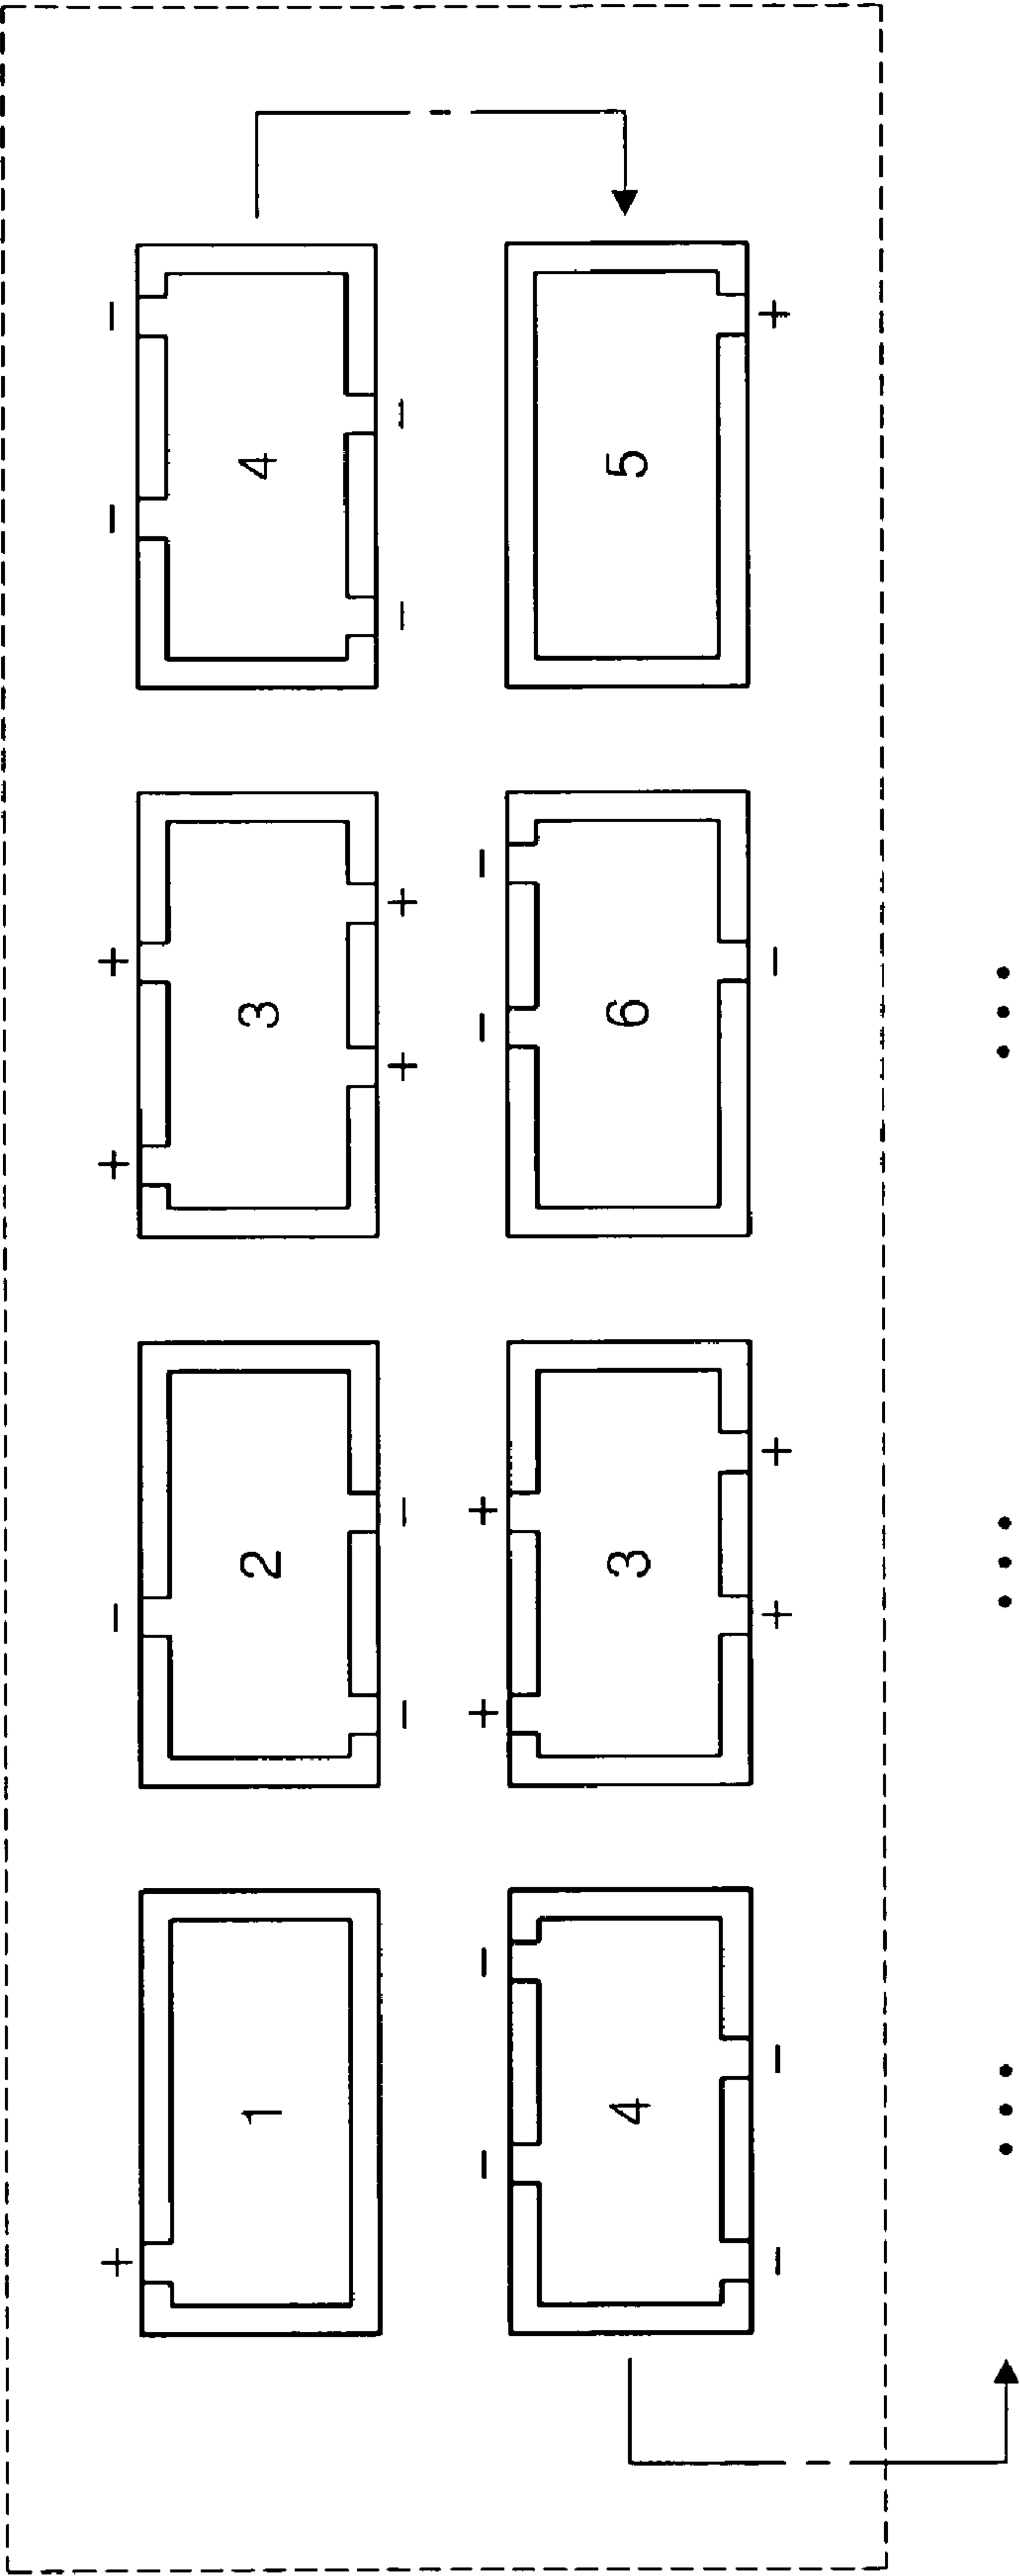 + − + + − −
1 2 3 4
− − + + − −
− − + + − −
4 3 6 5
− − + + − +